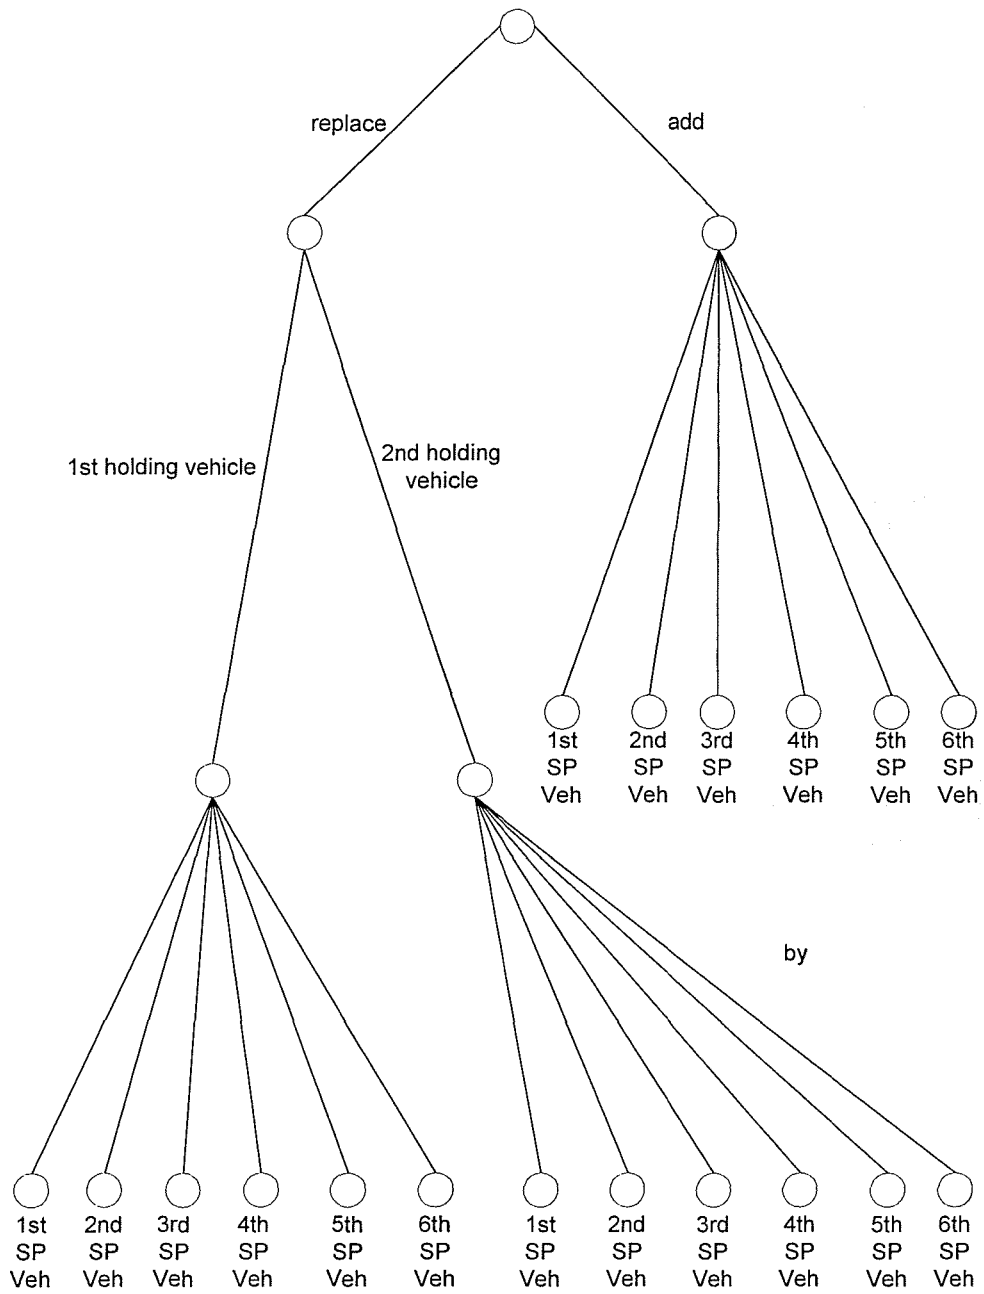 replace
add
1st holding vehicle
2nd holding
vehicle
1st 2nd 3rd 4th 5th 6th
SP SP SP SP SP SP
Veh Veh Veh Veh Veh Veh
by
1st 2nd 3rd 4th 5th 6th 1st 2nd 3rd 4th 5th 6th
SP SP SP SP SP SP SP SP SP SP SP SP
Veh Veh Veh Veh Veh Veh Veh Veh Veh Veh Veh Veh